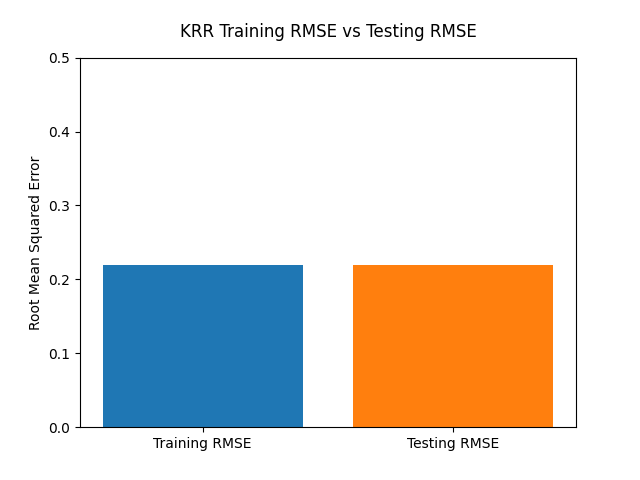 KRR Training RMSE vs Testing RMSE
0.5
0.4
0.3
0.2
0.1
0.0
Root Mean Squared Error
Training RMSE
Testing RMSE